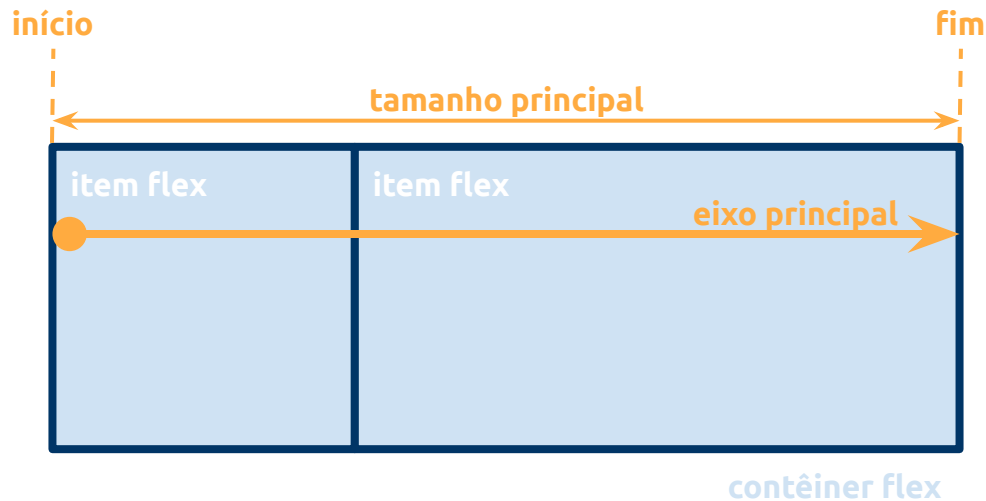 início
fim
tamanho principal
item flex
item flex
eixo principal
contêiner flex